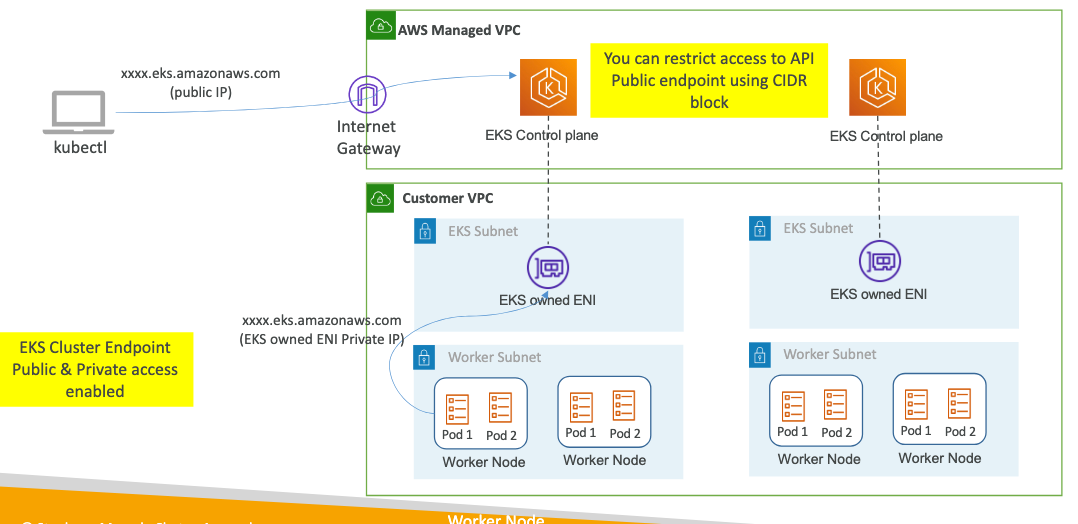 AWS Managed VPC
xxxx.eks.amazonaws.com
(public IP)
You can restrict access to API
Public endpoint using CIDR
block
kubectl
Internet
Gateway
EKS Control plane
EKS Control plane
Customer VPC
EKS Subnet
EKS Subnet
EKS owned ENI
EKS owned ENI
xxxx.eks.amazonaws.com
(EKS owned ENI Private IP)
EKS Cluster Endpoint
Public & Private access
enabled
Worker Subnet
Worker Subnet
Pod 1 Pod 2
Pod 1 Pod 2
Pod 1 Pod 2
Pod 1 Pod 2
Worker Node
Worker Node
Worker Node
Worker Node
Worker Node